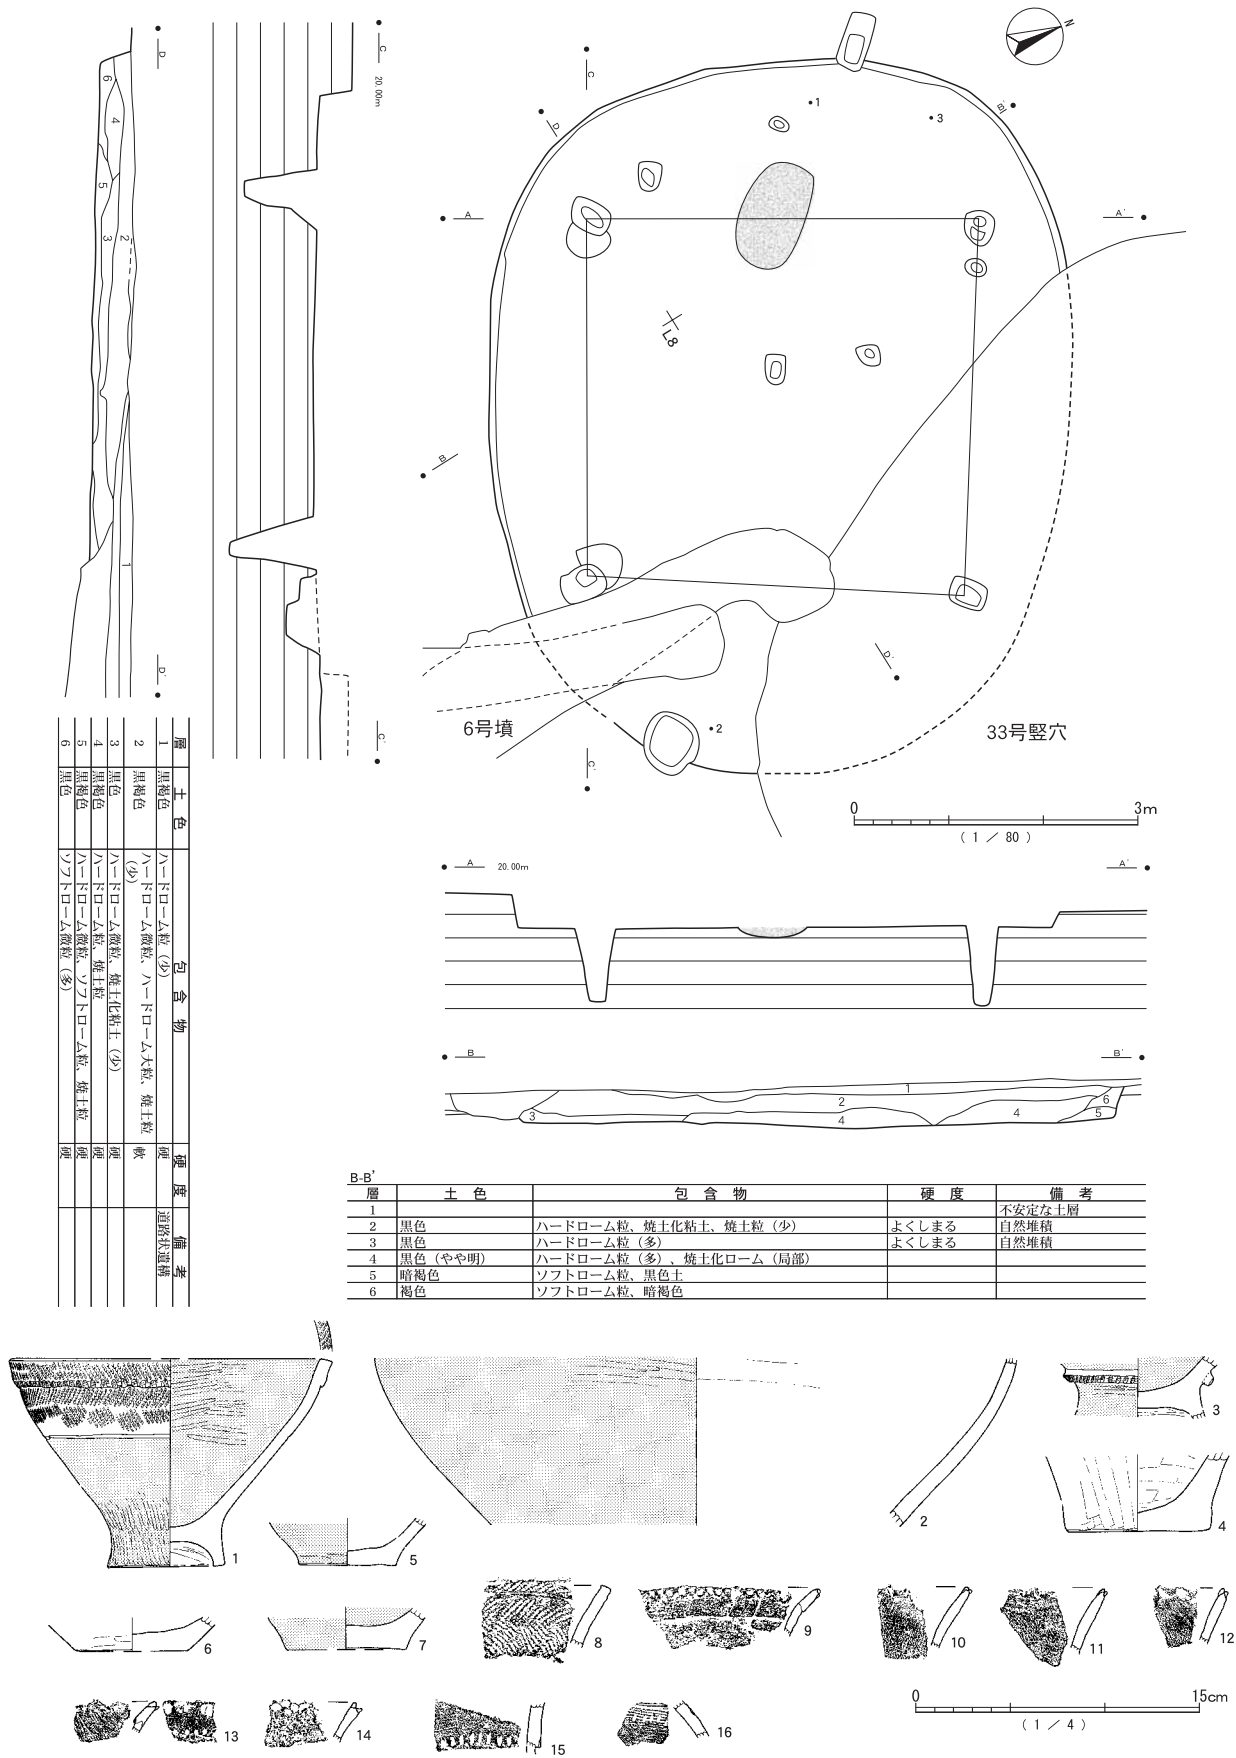 D
C
20.00m
6
4
5
3
2
1
D'
C'
N
C
D
B'
1
3
A
A'
L8
B
D'
6号墳
2
33号竪穴
C'
0 3m
( 1 / 80 )
A 20.00m A'
B B'
1
2
3
4
4
5
6
層 土色 包含物 硬度 備考
1 黒褐色 ハードローム粒（少） 硬 道路状遺構
2 黒褐色 ハードローム微粒、ハードローム大粒、焼土粒（少） 軟
3 黒色 ハードローム微粒、焼土化粘土（少） 硬
4 黒褐色 ハードローム粒、焼土粒 硬
5 黒褐色 ハードローム微粒、ソフトローム粒、焼土粒 硬
6 黒色 ソフトローム微粒（多） 硬
B-B'
層 土色 包含物 硬度 備考
1 不安定な土層
2 黒色 ハードローム粒、焼土化粘土、焼土粒（少） よくしまる 自然堆積
3 黒色 ハードローム粒（多） よくしまる 自然堆積
4 黒色（やや明） ハードローム粒（多）、焼土化ローム（局部）
5 暗褐色 ソフトローム粒、黒色土
6 褐色 ソフトローム粒、暗褐色
1
2
3
4
5
6
7
8
9
10
11
12
13
14
15
16
0 15cm
( 1 / 4 )